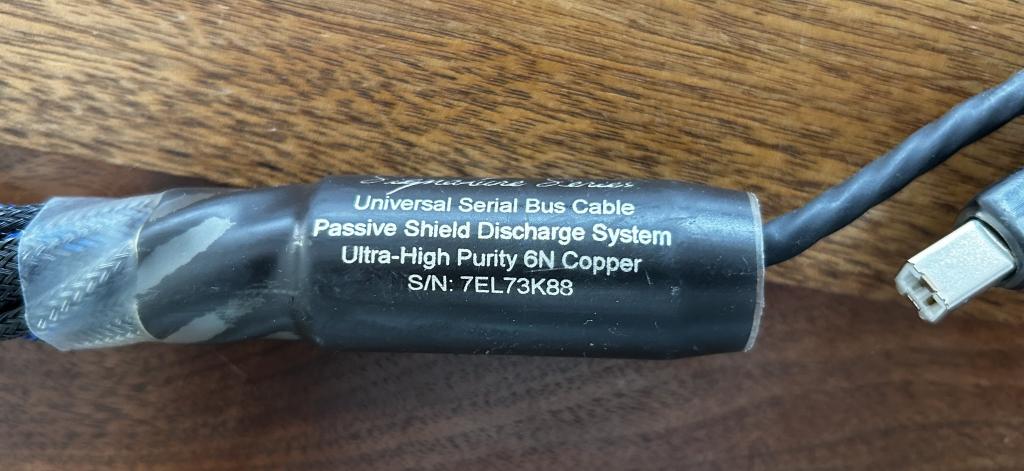 Signature Series
Universal Serial Bus Cable
Passive Shield Discharge System
Ultra-High Purity 6N Copper
S/N: 7EL73K88